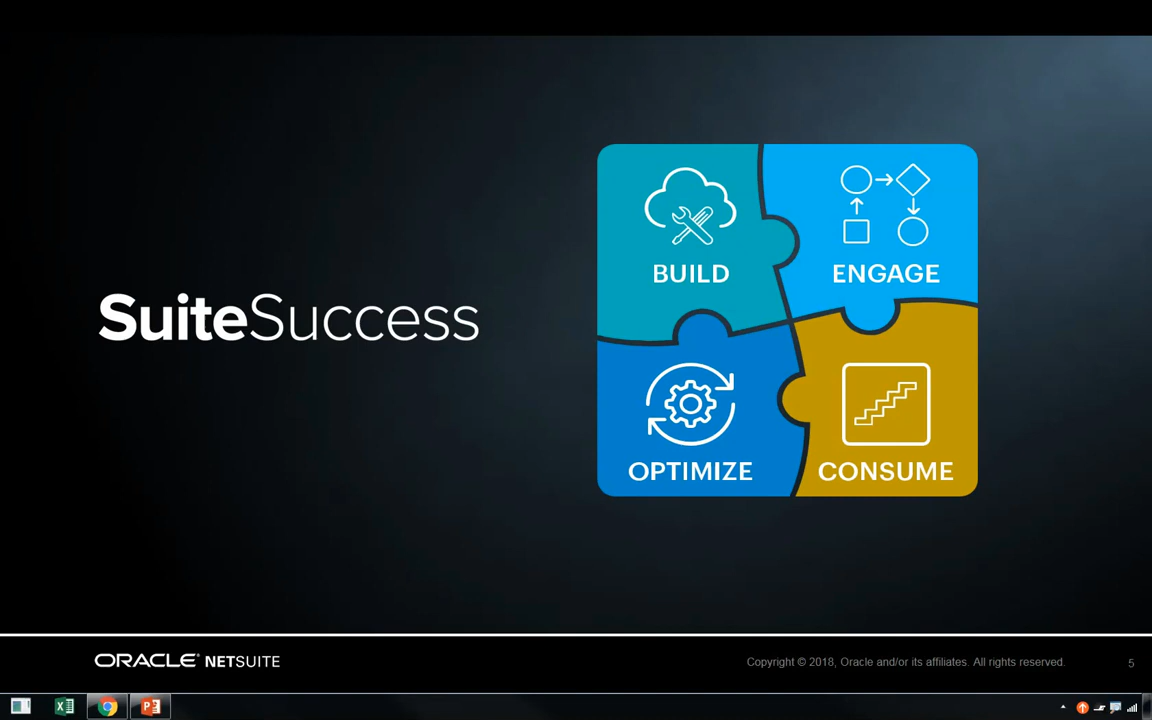 BUILD
ENGAGE
SuiteSuccess
OPTIMIZE
CONSUME
ORACLE® NETSUITE
Copyright © 2018, Oracle and/or its affiliates. All rights reserved.
5